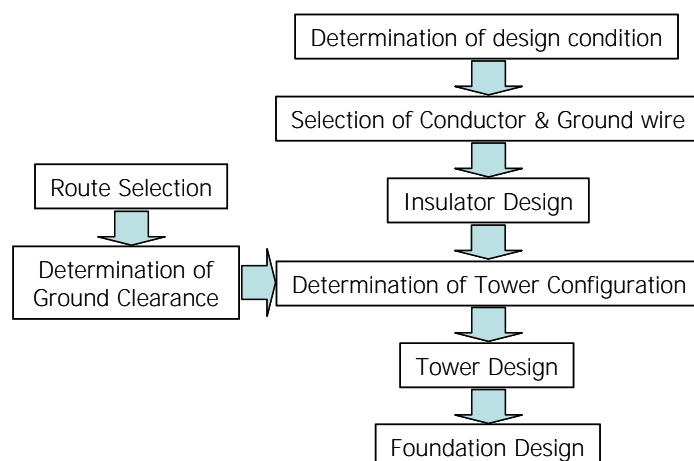 Determination of design condition
Selection of Conductor & Ground wire
Route Selection
Insulator Design
Determination of
Ground Clearance
Determination of Tower Configuration
Tower Design
Foundation Design